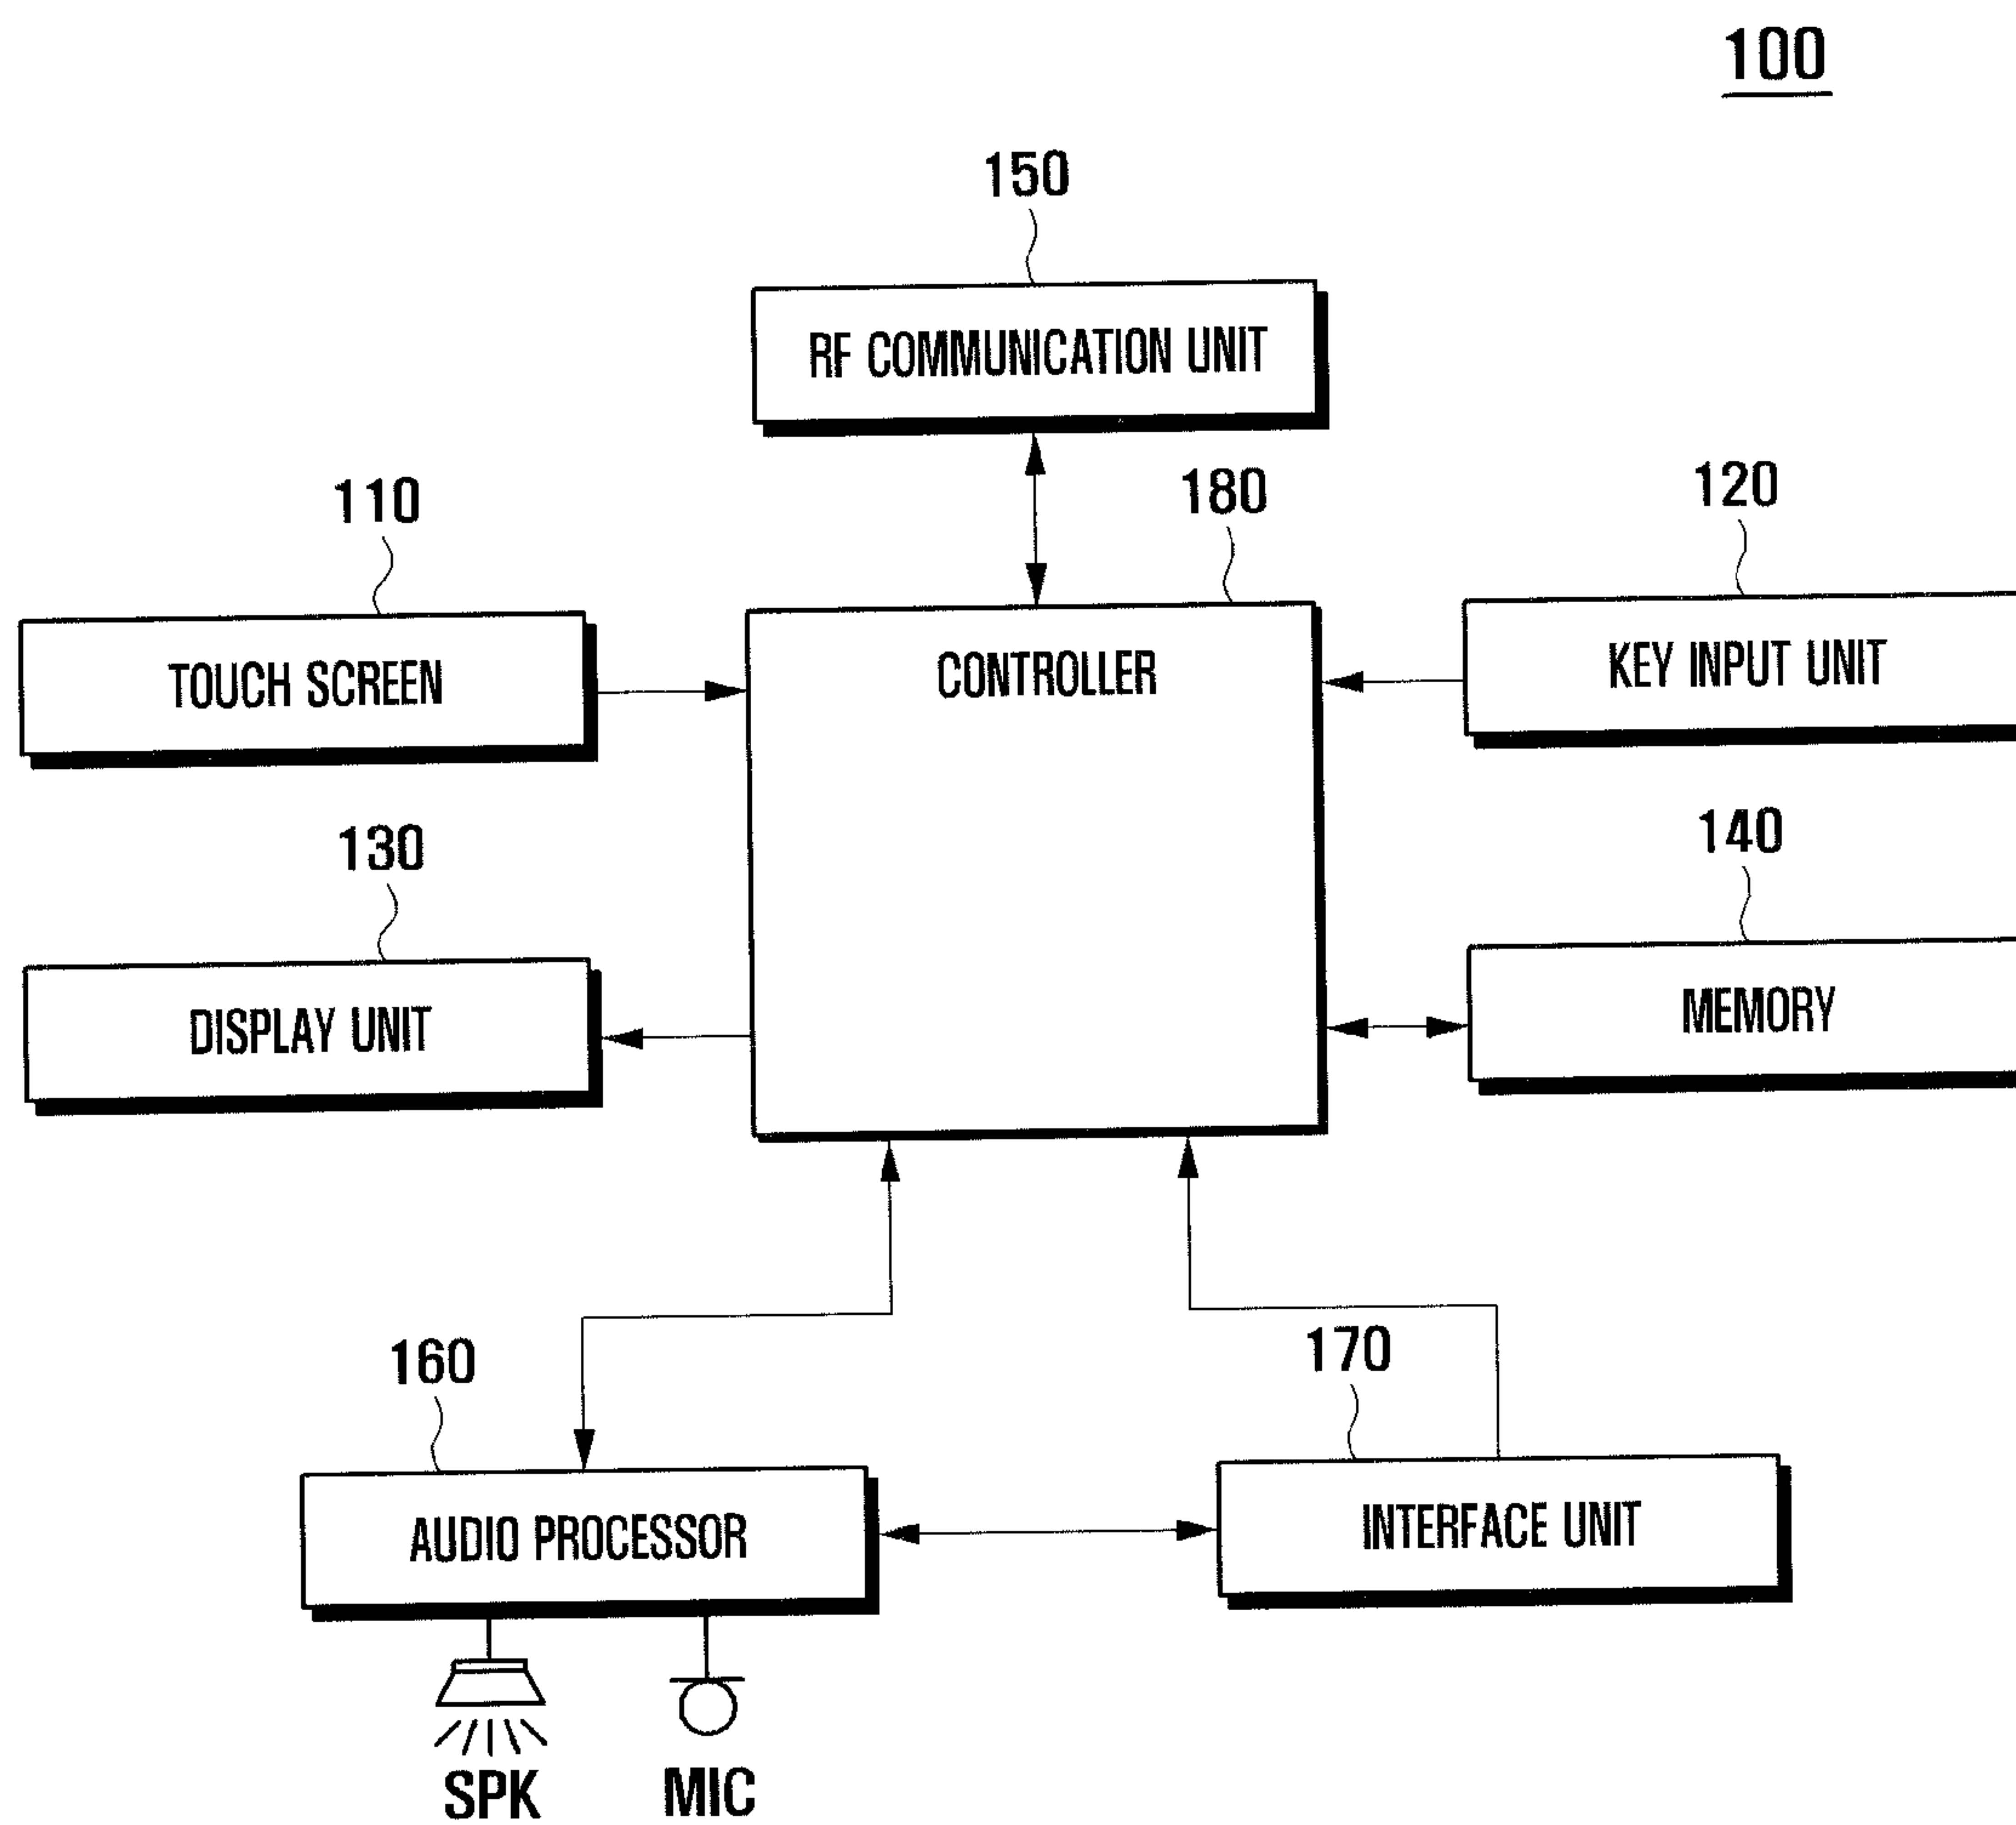 100
150
RF COMMUNICATION UNIT
110
180
120
TOUCH SCREEN
CONTROLLER
KEY INPUT UNIT
130
140
DISPLAY UNIT
MEMORY
160
170
AUDIO PROCESSOR
INTERFACE UNIT
SPK
MIC